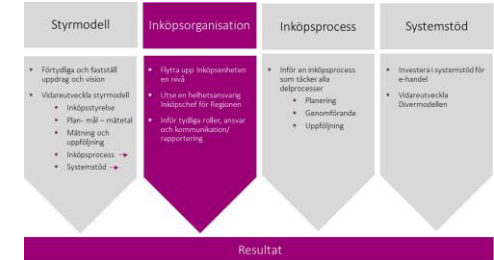 Styrmodell
Förtydliga och fastställ
uppdrag och vision
Vidareutveckla styrmodell
Inköpsstyrelse
Plan- mål – mätetal
Mätning och
uppföljning
Inköpsprocess →
Systemstöd →
Inköpsorganisation
Flytta upp Inköpsenheten
en nivå
Utse en helhetsansvarig
Inköpschef för Regionen
Inför tydliga roller, ansvar
och kommunikation/
rapportering
Inköpsprocess
Inför en inköpsprocess
som täcker alla
delprocesser
Planering
Genomförande
Uppföljning
Systemstöd
Investera i systemstöd för
e-handel
Vidareutveckla
Divermodellen
Resultat